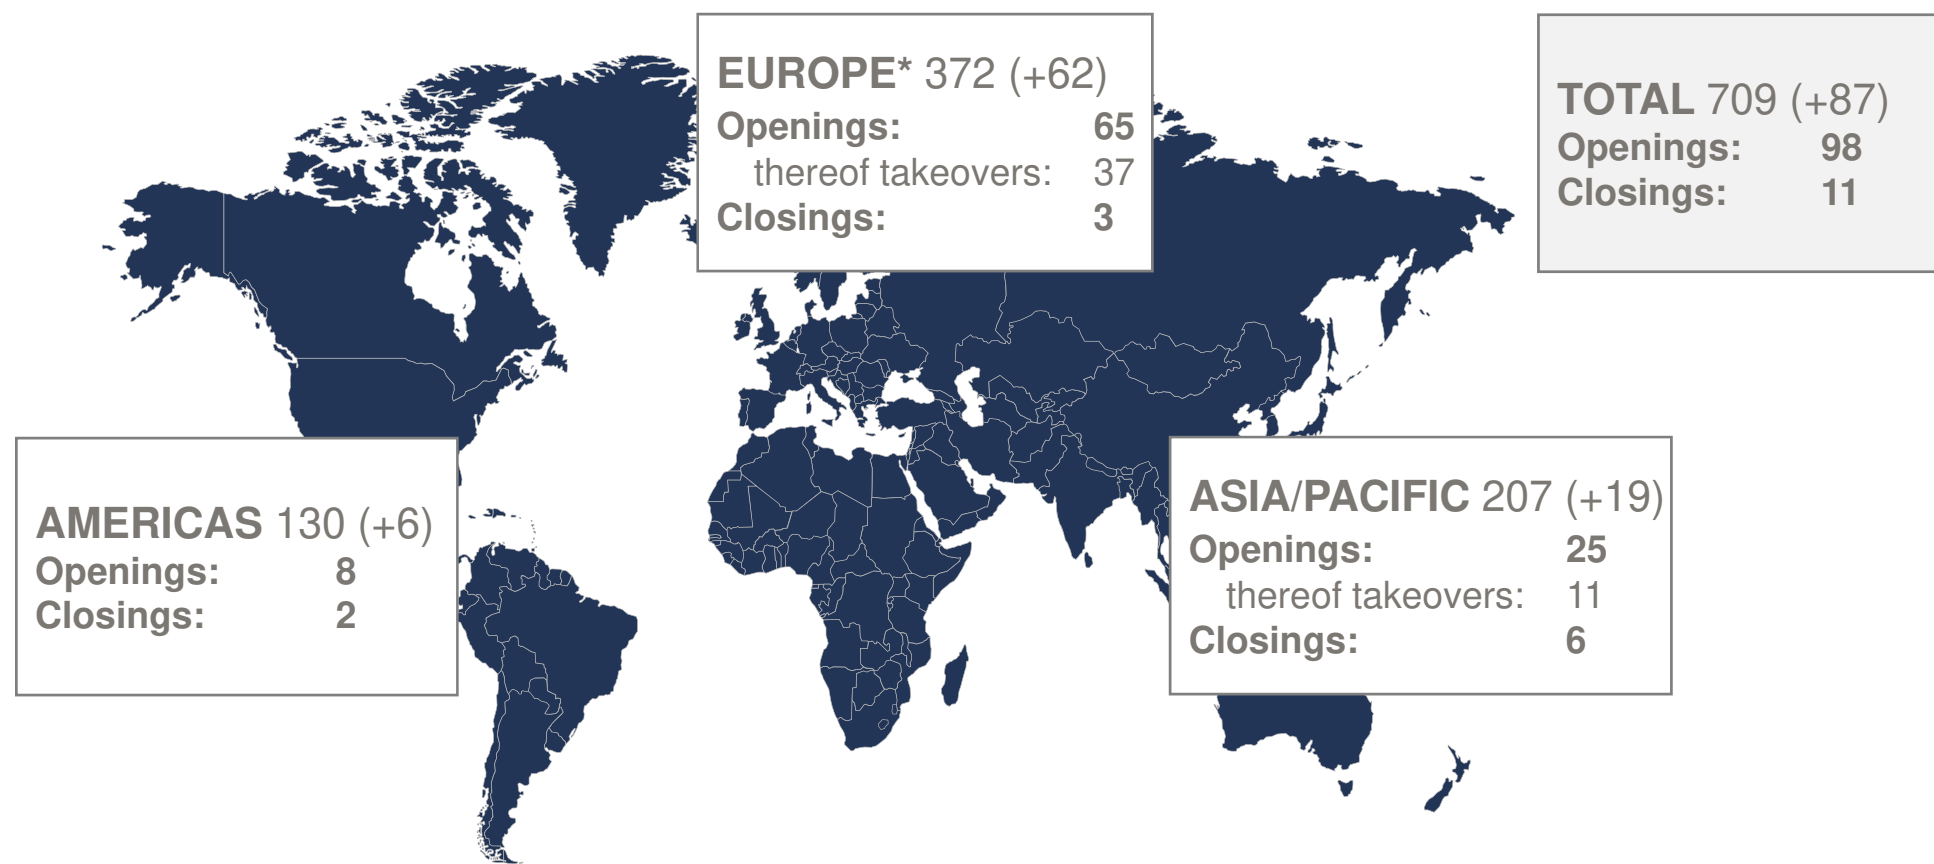 EUROPE* 372 (+62)
Openings: 65
thereof takeovers: 37
Closings: 3
TOTAL 709 (+87)
Openings: 98
Closings: 11
AMERICAS 130 (+6)
Openings: 8
Closings: 2
ASIA/PACIFIC 207 (+19)
Openings: 25
thereof takeovers: 11
Closings: 6